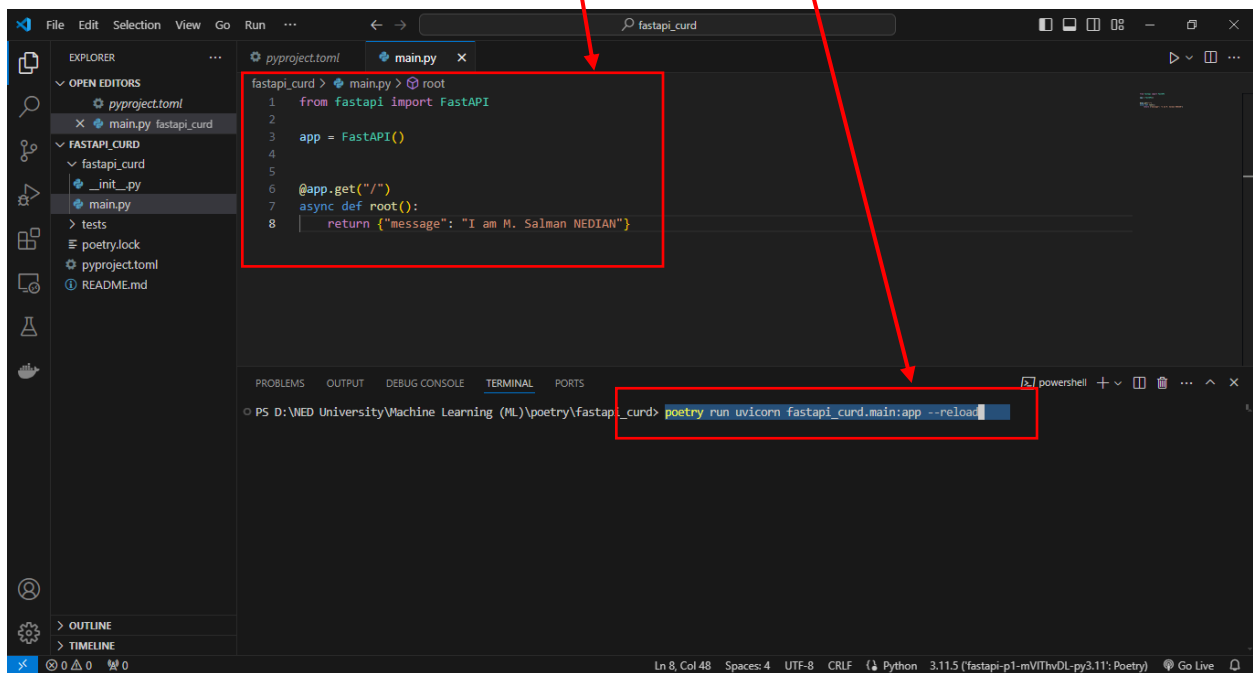 File Edit Selection View Go Run ··· fastapi_curd
EXPLORER ···
OPEN EDITORS
pyproject.toml
main.py fastapi_curd
FASTAPI_CURD
fastapi_curd
__init__.py
main.py
tests
poetry.lock
pyproject.toml
README.md
OUTLINE
TIMELINE
pyproject.toml main.py
fastapi_curd > main.py > root
1 from fastapi import FastAPI
2
3 app = FastAPI()
4
5
6 @app.get("/")
7 async def root():
8 return {"message": "I am M. Salman NEDIAN"}
PROBLEMS OUTPUT DEBUG CONSOLE TERMINAL PORTS powershell
PS D:\NED University\Machine Learning (ML)\poetry\fastapi_curd> poetry run uvicorn fastapi_curd.main:app --reload
0 0 0 Ln 8, Col 48 Spaces: 4 UTF-8 CRLF Python 3.11.5 ('fastapi-p1-mVIThvDL-py3.11': Poetry) Go Live